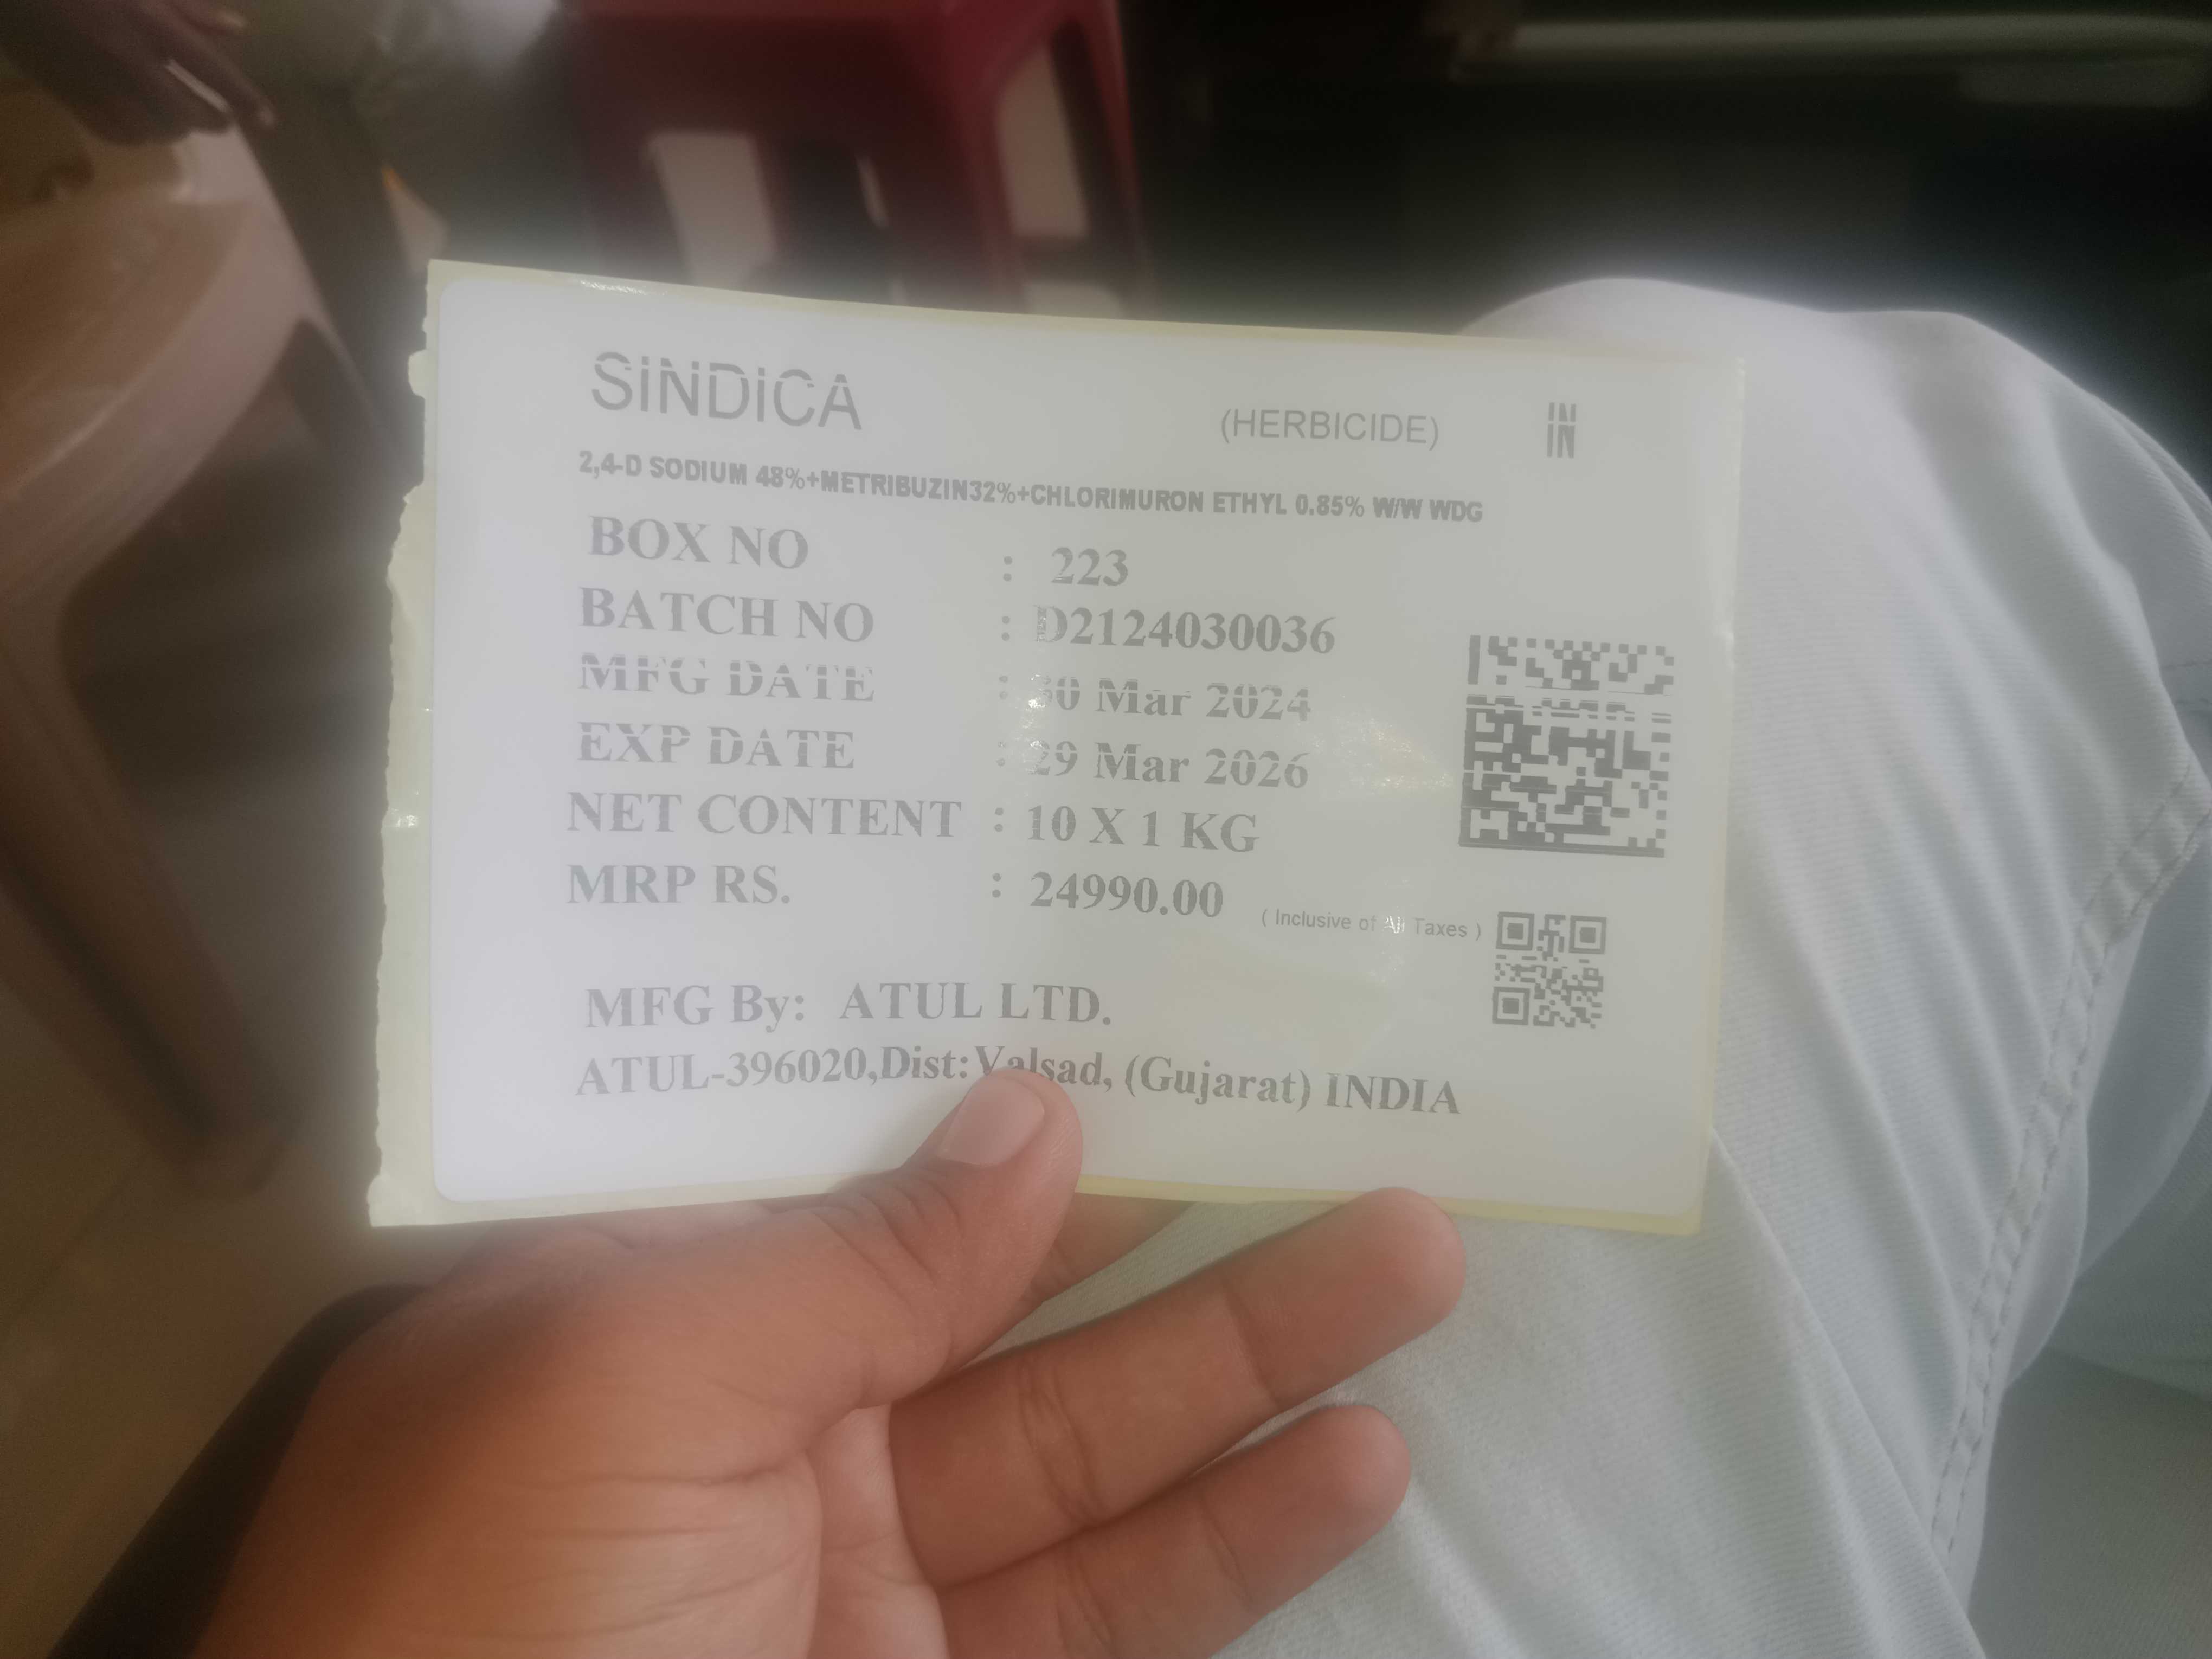 SiNDiCA (HERBICIDE) IN
2,4-D SODIUM 48%+METRIBUZIN32%+CHLORIMURON ETHYL 0.85% W/W WDG
BOX NO : 223
BATCH NO : D2124030036
MFG DATE : 30 Mar 2024
EXP DATE : 29 Mar 2026
NET CONTENT : 10 X 1 KG
MRP RS. : 24990.00 ( Inclusive of All Taxes )
MFG By: ATUL LTD.
ATUL-396020,Dist:Valsad, (Gujarat) INDIA